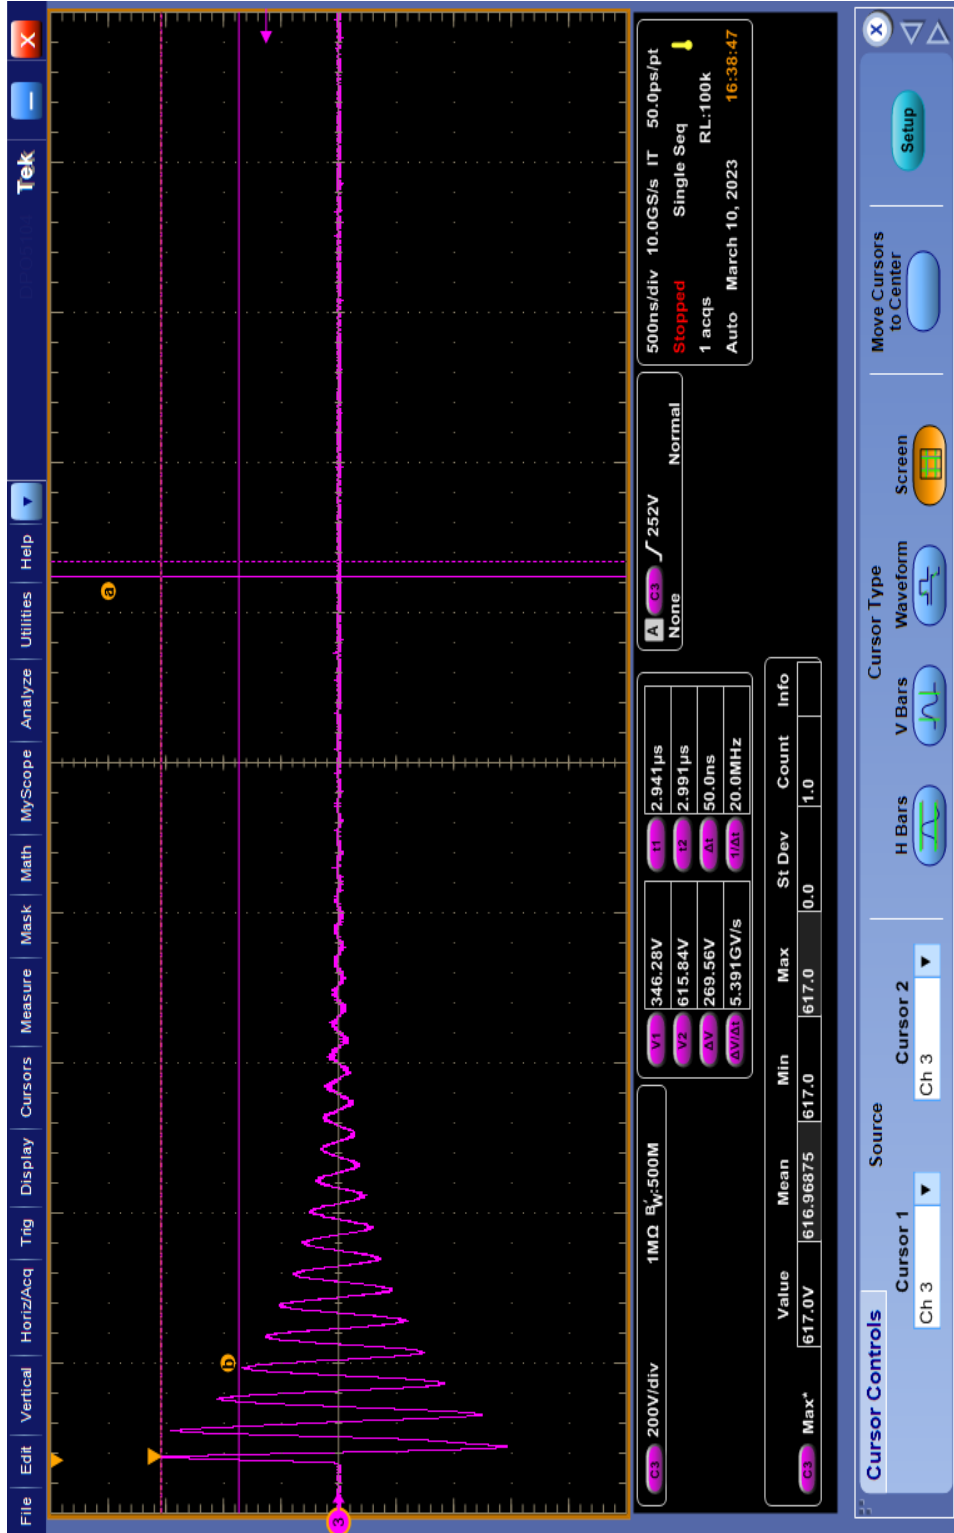 File Edit Vertical Horiz/Acq Trig Display Cursors Measure Mask Math MyScope Analyze Utilities Help Tek X
a
b
3
C3 200V/div 1MΩ BW:500M
V1 346.28V t1 2.941µs
V2 615.84V t2 2.991µs
ΔV 269.56V Δt 50.0ns
ΔV/Δt 5.391GV/s 1/Δt 20.0MHz
A C3 252V
None Normal
500ns/div 10.0GS/s IT 50.0ps/pt
Stopped Single Seq
1 acqs RL:100k
Auto March 10, 2023 16:38:47
Value Mean Min Max St Dev Count Info
C3 Max* 617.0V 616.96875 617.0 617.0 0.0 1.0
Cursor Controls X
Source Cursor Type Move Cursors to Center Setup
Cursor 1 Cursor 2 H Bars V Bars Waveform Screen
Ch 3 Ch 3